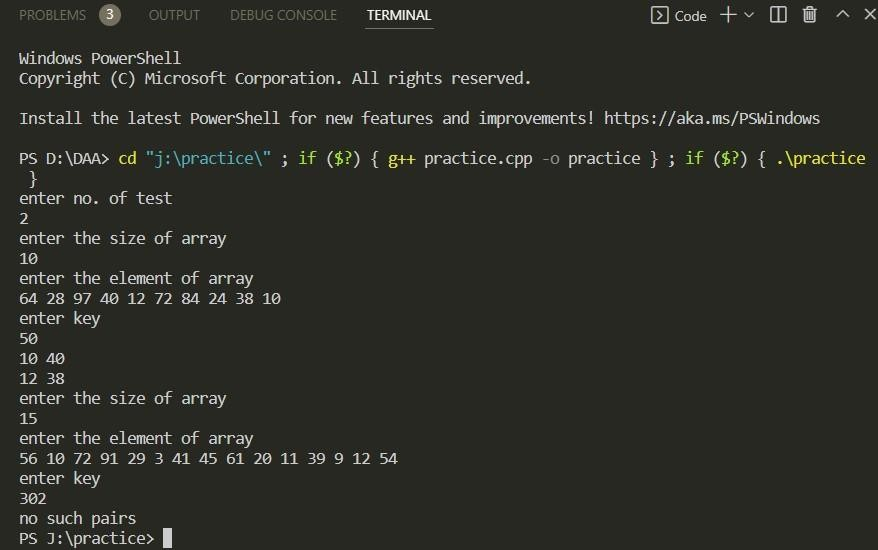 PROBLEMS 3 OUTPUT DEBUG CONSOLE TERMINAL Code
Windows PowerShell
Copyright (C) Microsoft Corporation. All rights reserved.
Install the latest PowerShell for new features and improvements! https://aka.ms/PSWindows
PS D:\DAA> cd "j:\practice\" ; if ($?) { g++ practice.cpp -o practice } ; if ($?) { .\practice
}
enter no. of test
2
enter the size of array
10
enter the element of array
64 28 97 40 12 72 84 24 38 10
enter key
50
10 40
12 38
enter the size of array
15
enter the element of array
56 10 72 91 29 3 41 45 61 20 11 39 9 12 54
enter key
302
no such pairs
PS J:\practice>